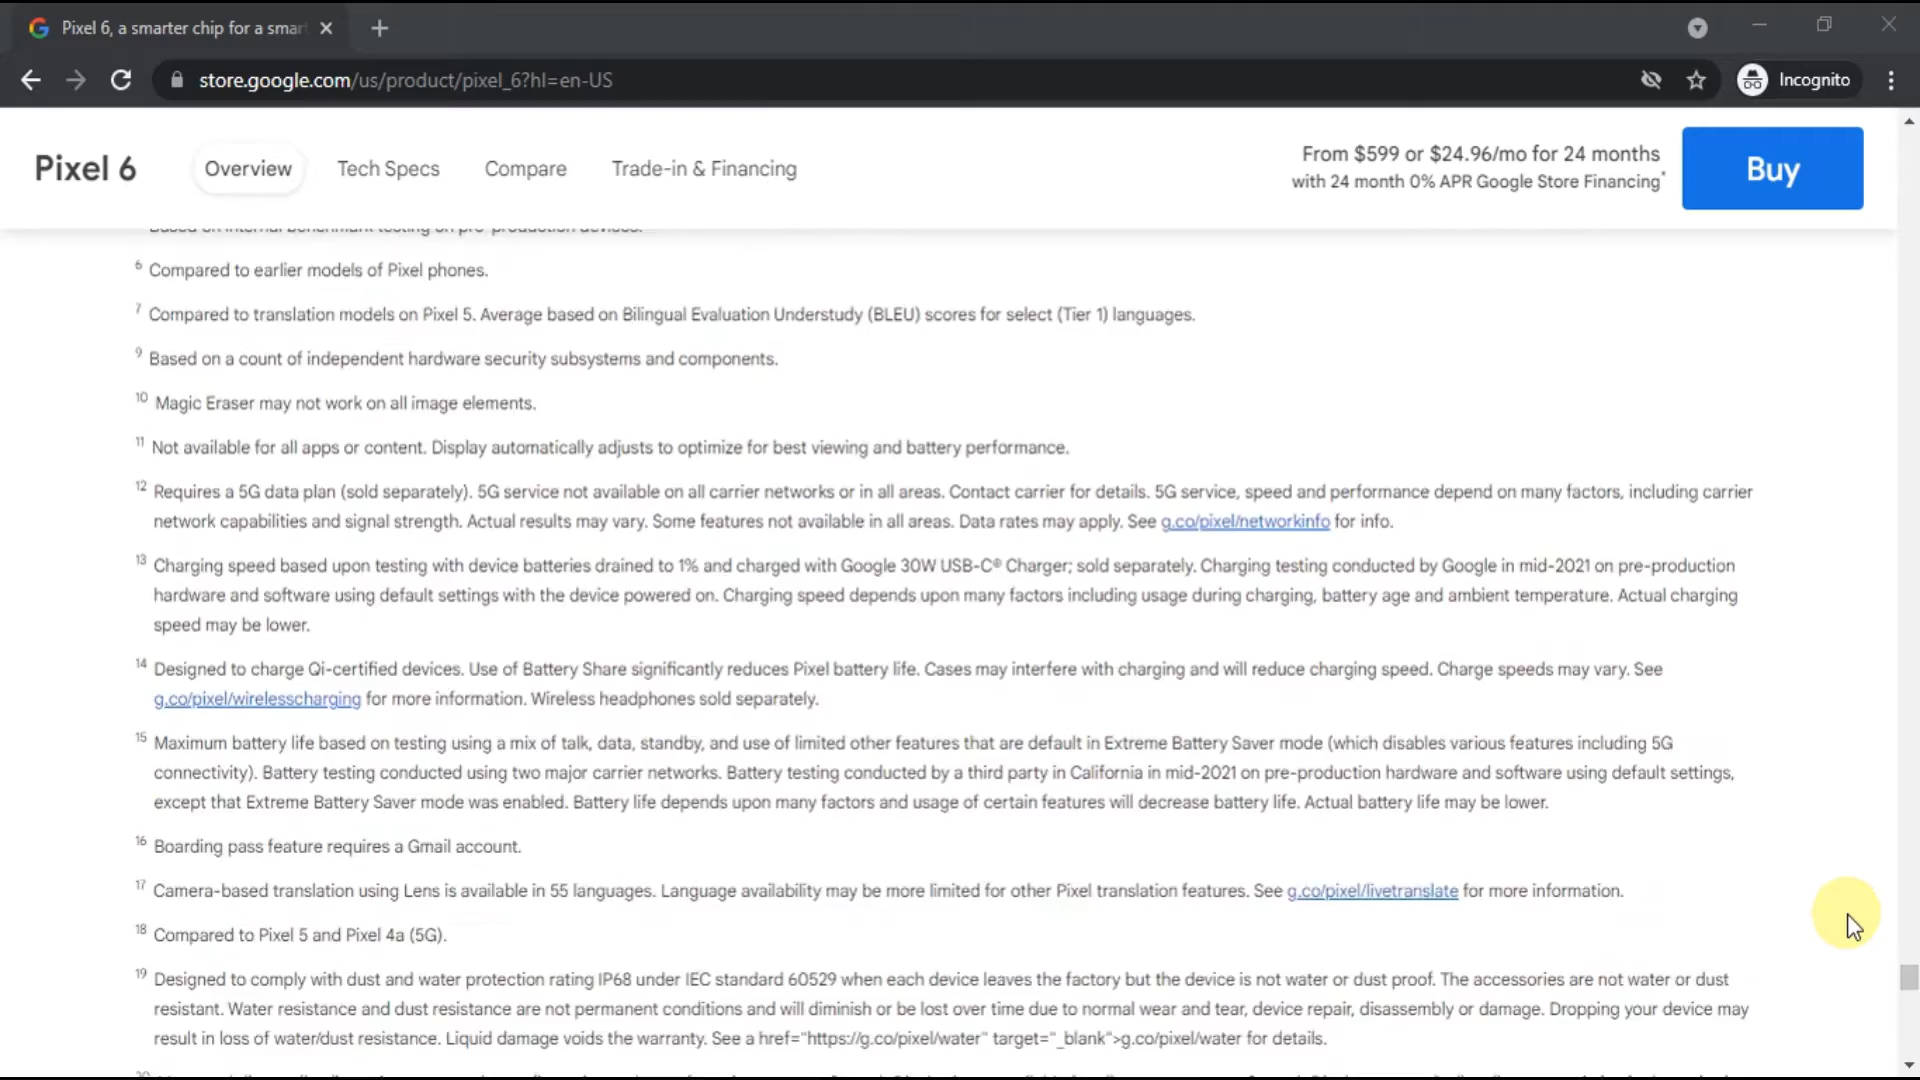 Pixel 6, a smarter chip for a smar
store.google.com/us/product/pixel_6?hl=en-US
Incognito
Pixel 6
Overview
Tech Specs
Compare
Trade-in & Financing
From $599 or $24.96/mo for 24 months
with 24 month 0% APR Google Store Financing*
Buy
Based on internal benchmark testing on pre-production devices.
6 Compared to earlier models of Pixel phones.
7 Compared to translation models on Pixel 5. Average based on Bilingual Evaluation Understudy (BLEU) scores for select (Tier 1) languages.
9 Based on a count of independent hardware security subsystems and components.
10 Magic Eraser may not work on all image elements.
11 Not available for all apps or content. Display automatically adjusts to optimize for best viewing and battery performance.
12 Requires a 5G data plan (sold separately). 5G service not available on all carrier networks or in all areas. Contact carrier for details. 5G service, speed and performance depend on many factors, including carrier
network capabilities and signal strength. Actual results may vary. Some features not available in all areas. Data rates may apply. See g.co/pixel/networkinfo for info.
13 Charging speed based upon testing with device batteries drained to 1% and charged with Google 30W USB-C® Charger; sold separately. Charging testing conducted by Google in mid-2021 on pre-production
hardware and software using default settings with the device powered on. Charging speed depends upon many factors including usage during charging, battery age and ambient temperature. Actual charging
speed may be lower.
14 Designed to charge Qi-certified devices. Use of Battery Share significantly reduces Pixel battery life. Cases may interfere with charging and will reduce charging speed. Charge speeds may vary. See
g.co/pixel/wirelesscharging for more information. Wireless headphones sold separately.
15 Maximum battery life based on testing using a mix of talk, data, standby, and use of limited other features that are default in Extreme Battery Saver mode (which disables various features including 5G
connectivity). Battery testing conducted using two major carrier networks. Battery testing conducted by a third party in California in mid-2021 on pre-production hardware and software using default settings,
except that Extreme Battery Saver mode was enabled. Battery life depends upon many factors and usage of certain features will decrease battery life. Actual battery life may be lower.
16 Boarding pass feature requires a Gmail account.
17 Camera-based translation using Lens is available in 55 languages. Language availability may be more limited for other Pixel translation features. See g.co/pixel/livetranslate for more information.
18 Compared to Pixel 5 and Pixel 4a (5G).
19 Designed to comply with dust and water protection rating IP68 under IEC standard 60529 when each device leaves the factory but the device is not water or dust proof. The accessories are not water or dust
resistant. Water resistance and dust resistance are not permanent conditions and will diminish or be lost over time due to normal wear and tear, device repair, disassembly or damage. Dropping your device may
result in loss of water/dust resistance. Liquid damage voids the warranty. See a href="https://g.co/pixel/water" target="_blank">g.co/pixel/water for details.